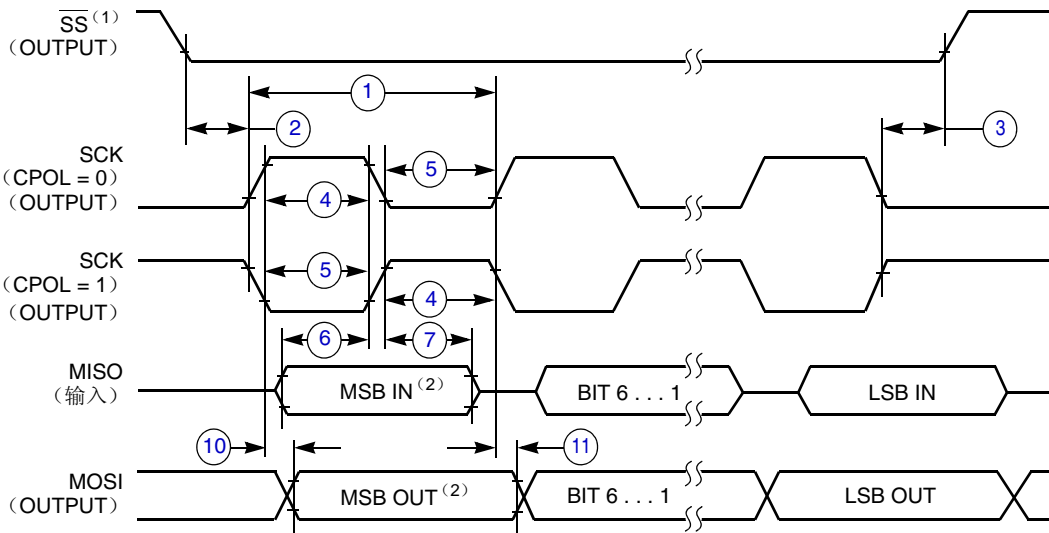 SS (1)
(OUTPUT)
1
2
3
SCK
(CPOL = 0)
(OUTPUT)
5
4
SCK
(CPOL = 1)
(OUTPUT)
5
4
6
7
MISO
(输入)
MSB IN (2)
BIT 6 . . . 1
LSB IN
10
11
MOSI
(OUTPUT)
MSB OUT (2)
BIT 6 . . . 1
LSB OUT